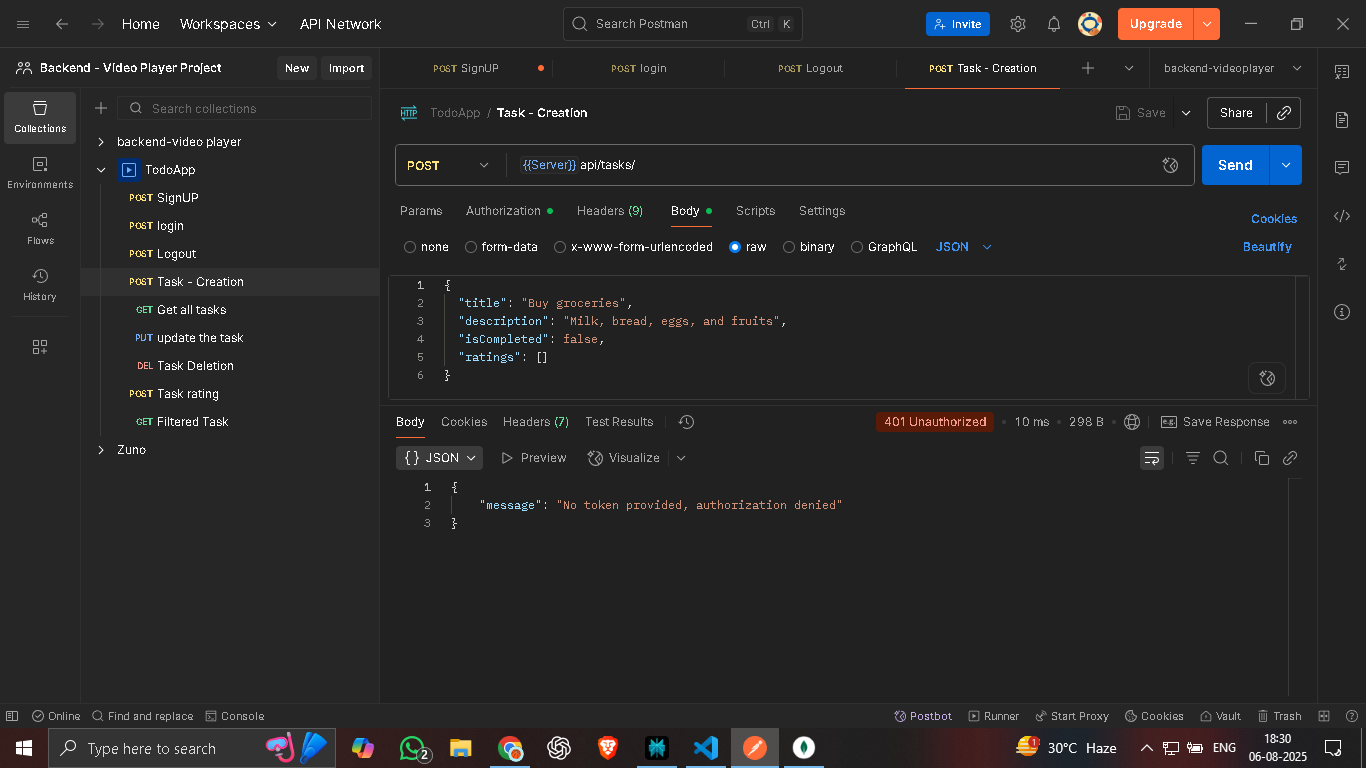 Home Workspaces API Network Search Postman Ctrl K Invite Upgrade
Backend - Video Player Project New Import
POST SignUP POST login POST Logout POST Task - Creation backend-videoplayer
Collections
Environments
Flows
History
Search collections
backend-video player
TodoApp
POST SignUP
POST login
POST Logout
POST Task - Creation
GET Get all tasks
PUT update the task
DEL Task Deletion
POST Task rating
GET Filtered Task
Zuno
HTTP TodoApp / Task - Creation Save Share
POST {{Server}} api/tasks/ Send
Params Authorization Headers (9) Body Scripts Settings Cookies
none form-data x-www-form-urlencoded raw binary GraphQL JSON Beautify
1 {
2 "title": "Buy groceries",
3 "description": "Milk, bread, eggs, and fruits",
4 "isCompleted": false,
5 "ratings": []
6 }
Body Cookies Headers (7) Test Results 401 Unauthorized • 10 ms • 298 B • e.g. Save Response
{} JSON Preview Visualize
1 {
2 "message": "No token provided, authorization denied"
3 }
Online Find and replace Console Postbot Runner Start Proxy Cookies Vault Trash
Type here to search 2 1 30°C Haze ENG 18:30
06-08-2025